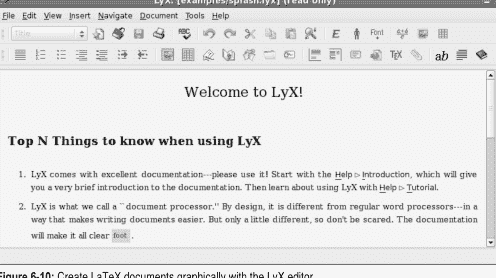 LyX: [examples/splash.lyx] (read only)
File Edit View Insert Navigate Document Tools Help
Title
ABC
E Font
TeX ab
Welcome to LyX!
Top N Things to know when using LyX
1. LyX comes with excellent documentation---please use it! Start with the Help ▷ Introduction, which will give
you a very brief introduction to the documentation. Then learn about using LyX with Help ▷ Tutorial.
2. LyX is what we call a ``document processor.'' By design, it is different from regular word processors---in a
way that makes writing documents easier. But only a little different, so don't be scared. The documentation
will make it all clear foot .
Figure 6-10: Create LaTeX documents graphically with the LyX editor